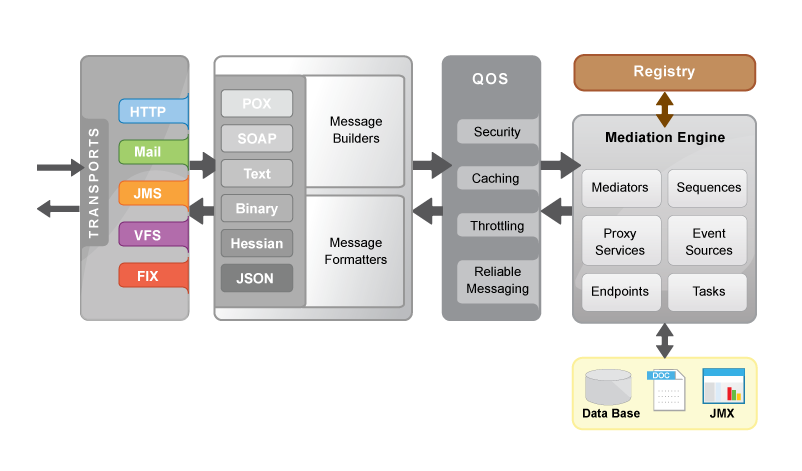 TRANSPORTS
HTTP
Mail
JMS
VFS
FIX
POX
SOAP
Text
Binary
Hessian
JSON
Message
Builders
Message
Formatters
QOS
Security
Caching
Throttling
Reliable
Messaging
Registry
Mediation Engine
Mediators
Sequences
Proxy
Services
Event
Sources
Endpoints
Tasks
Data Base
DOC
JMX